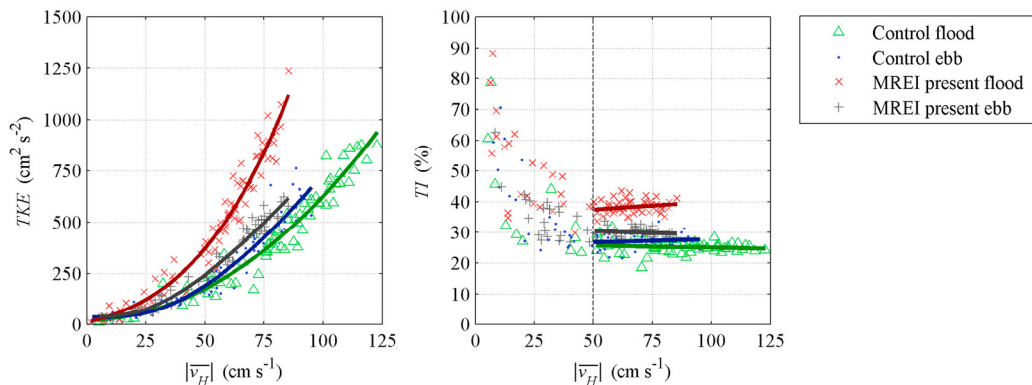 1500
1250
1000
750
500
250
0
TKE (cm² s⁻²)
0 25 50 75 100 125
|v̅_H̅| (cm s⁻¹)
100
90
80
70
60
50
40
30
20
10
0
TI (%)
0 25 50 75 100 125
|v̅_H̅| (cm s⁻¹)
Control flood
Control ebb
MREI present flood
MREI present ebb